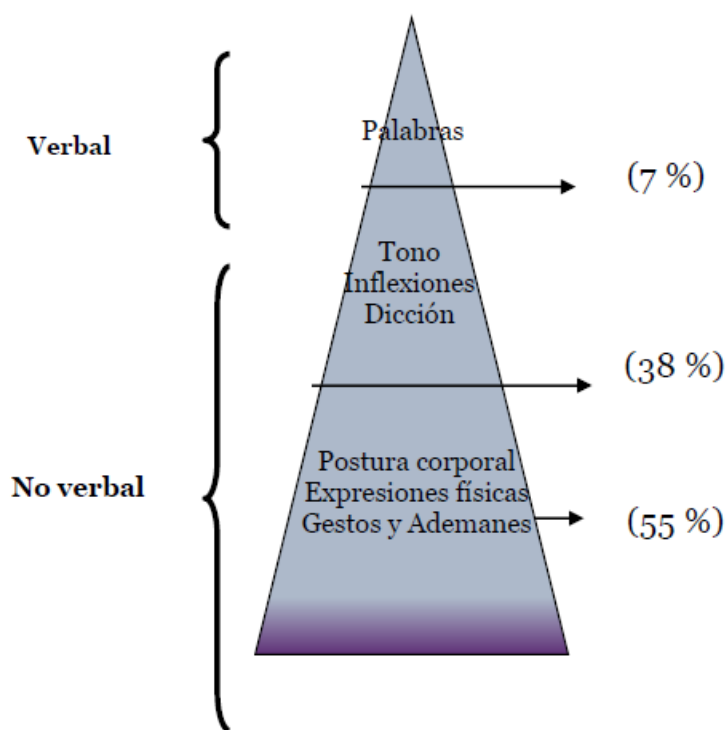 Palabras
Verbal
(7 %)
Tono
Inflexiones
Dicción
(38 %)
Postura corporal
No verbal
Expresiones físicas
Gestos y Ademanes
(55 %)